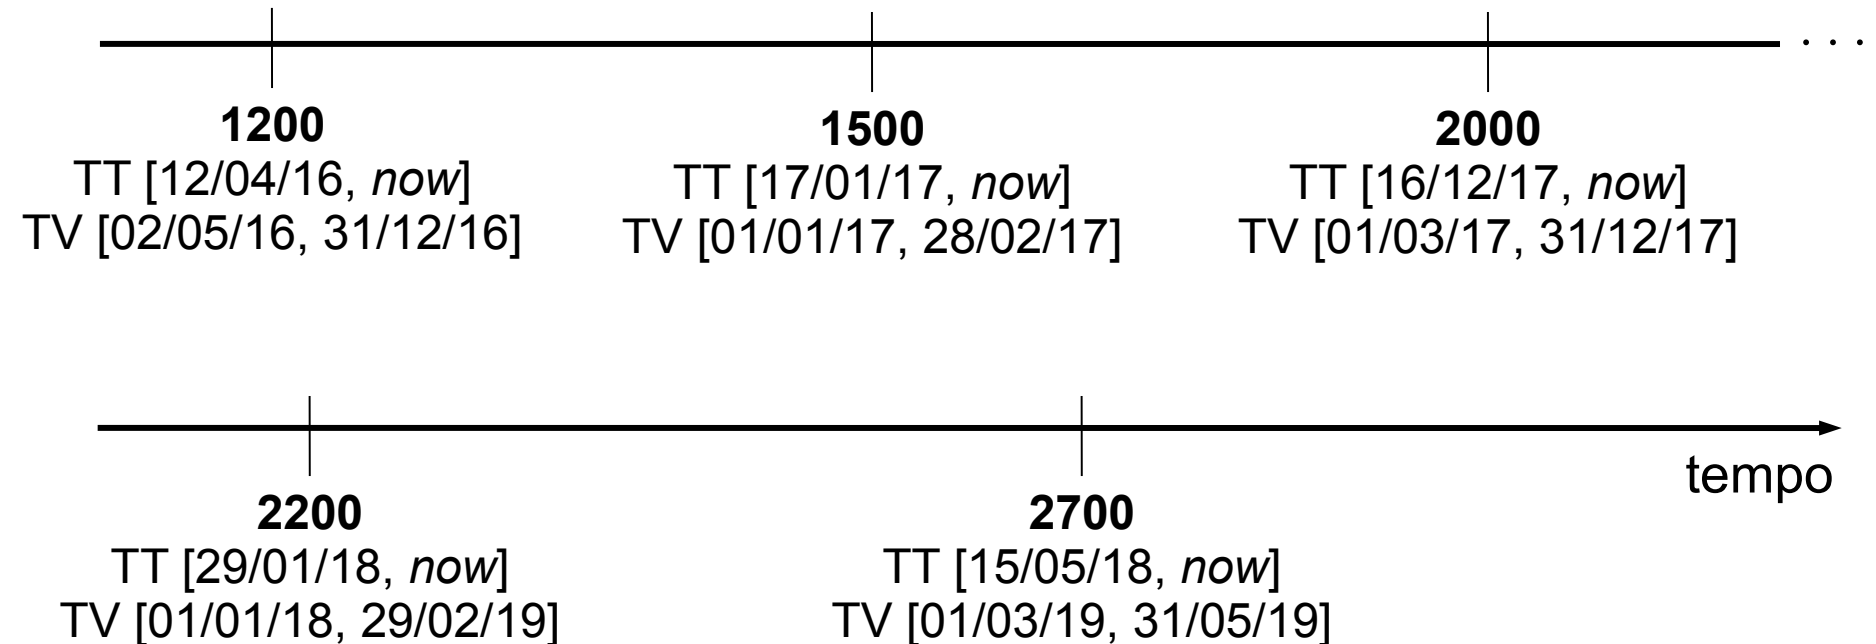 . . .
1200
TT [12/04/16, now]
TV [02/05/16, 31/12/16]
1500
TT [17/01/17, now]
TV [01/01/17, 28/02/17]
2000
TT [16/12/17, now]
TV [01/03/17, 31/12/17]
tempo
2200
TT [29/01/18, now]
TV [01/01/18, 29/02/19]
2700
TT [15/05/18, now]
TV [01/03/19, 31/05/19]